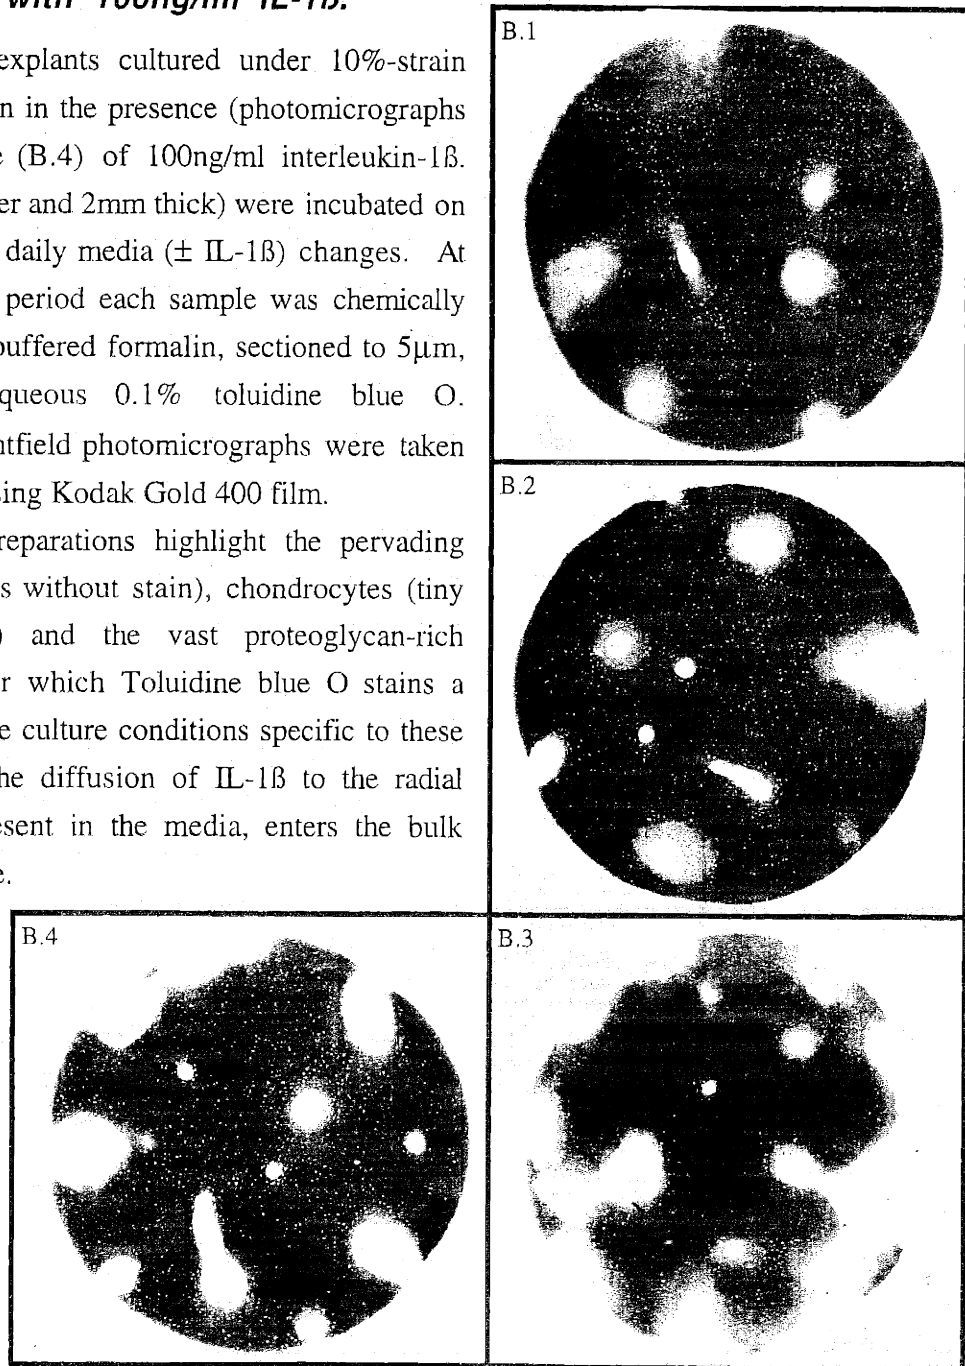 with 100ng/ml IL-1ß.
explants cultured under 10%-strain
n in the presence (photomicrographs
e (B.4) of 100ng/ml interleukin-1ß.
er and 2mm thick) were incubated on
daily media (± IL-1ß) changes. At
period each sample was chemically
buffered formalin, sectioned to 5µm,
queous 0.1% toluidine blue O.
ntfield photomicrographs were taken
sing Kodak Gold 400 film.
reparations highlight the pervading
s without stain), chondrocytes (tiny
) and the vast proteoglycan-rich
r which Toluidine blue O stains a
e culture conditions specific to these
he diffusion of IL-1ß to the radial
esent in the media, enters the bulk
e.
B.1
B.2
B.4
B.3